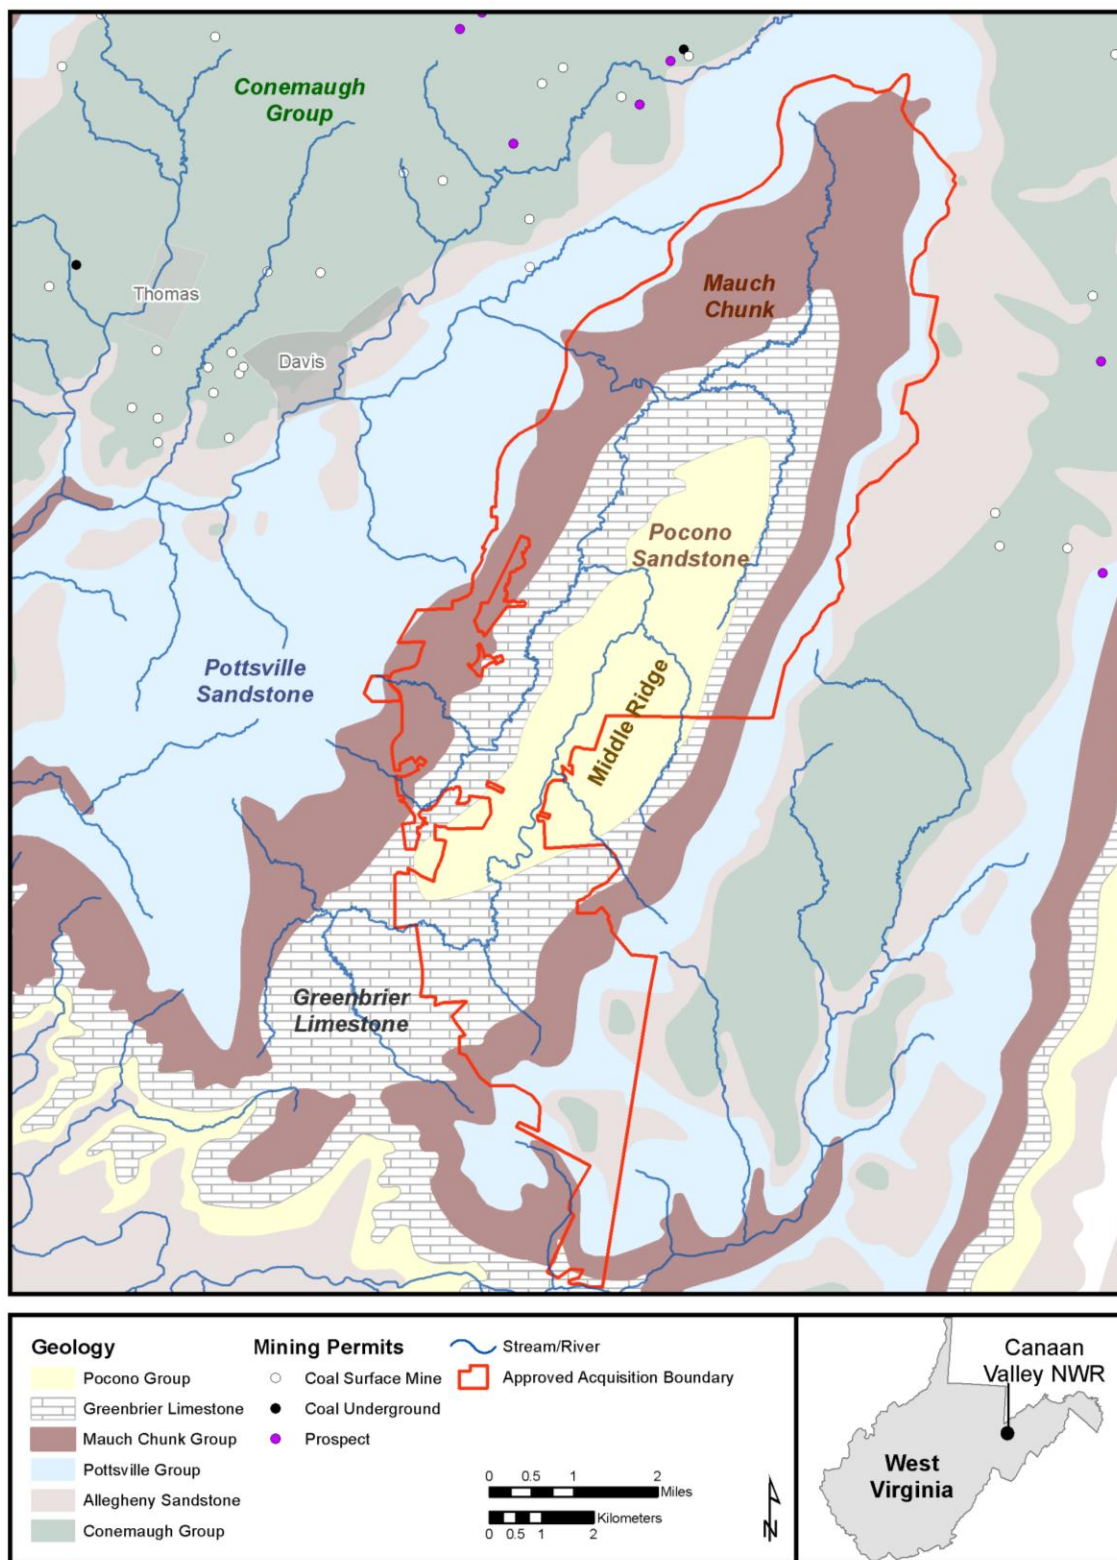 Conemaugh
Group
Thomas
Davis
Mauch
Chunk
Pocono
Sandstone
Pottsville
Sandstone
Middle Ridge
Greenbrier
Limestone
Geology
Pocono Group
Greenbrier Limestone
Mauch Chunk Group
Pottsville Group
Allegheny Sandstone
Conemaugh Group
Mining Permits
Coal Surface Mine
Coal Underground
Prospect
Stream/River
Approved Acquisition Boundary
0 0.5 1 2
Miles
Kilometers
0 0.5 1 2
N
Canaan
Valley NWR
West
Virginia